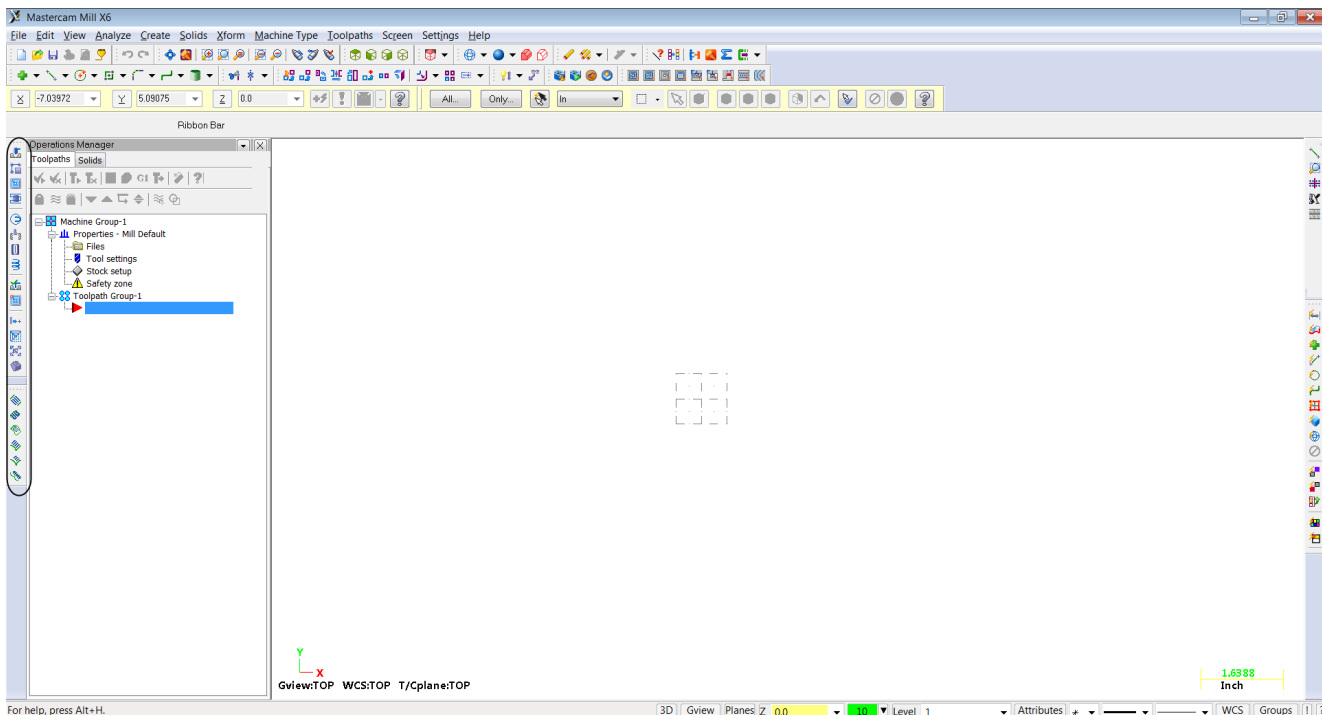 Mastercam Mill X6
File Edit View Analyze Create Solids Xform Machine Type Toolpaths Screen Settings Help
X -7.03972 Y 5.09075 Z 0.0 All... Only... In
Ribbon Bar
Operations Manager
Toolpaths Solids
G1
Machine Group-1
Properties - Mill Default
Files
Tool settings
Stock setup
Safety zone
Toolpath Group-1
Y
X
Gview:TOP WCS:TOP T/Cplane:TOP
1.6388
Inch
For help, press Alt+H.
3D Gview Planes Z 0.0 10 Level 1 Attributes WCS Groups ! ?